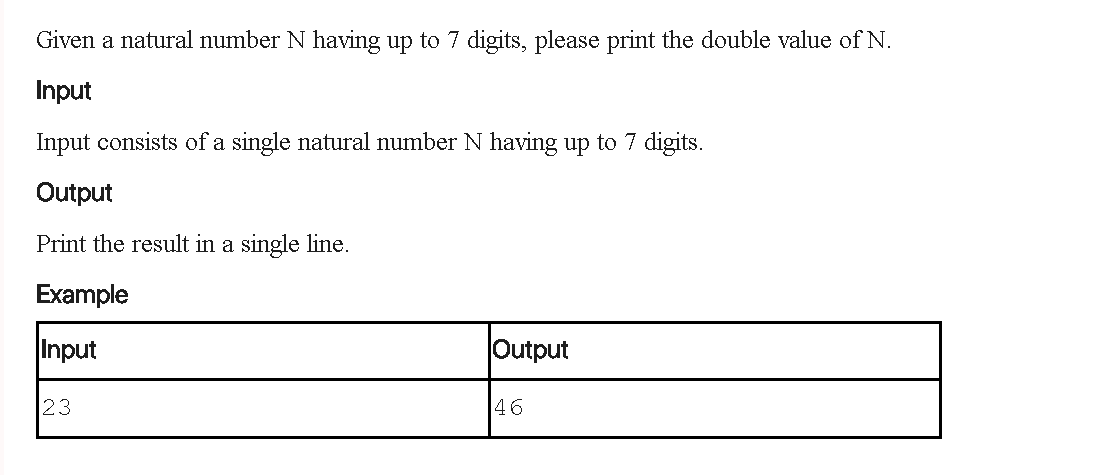 Given a natural number N having up to 7 digits, please print the double value of N.
Input
Input consists of a single natural number N having up to 7 digits.
Output
Print the result in a single line.
Example
Input Output
23 46